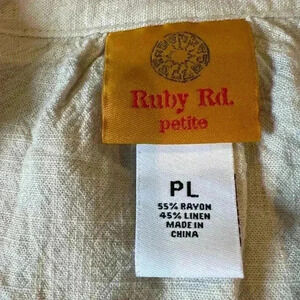 Ruby Rd.
petite
PL
55% RAYON
45% LINEN
MADE IN
CHINA